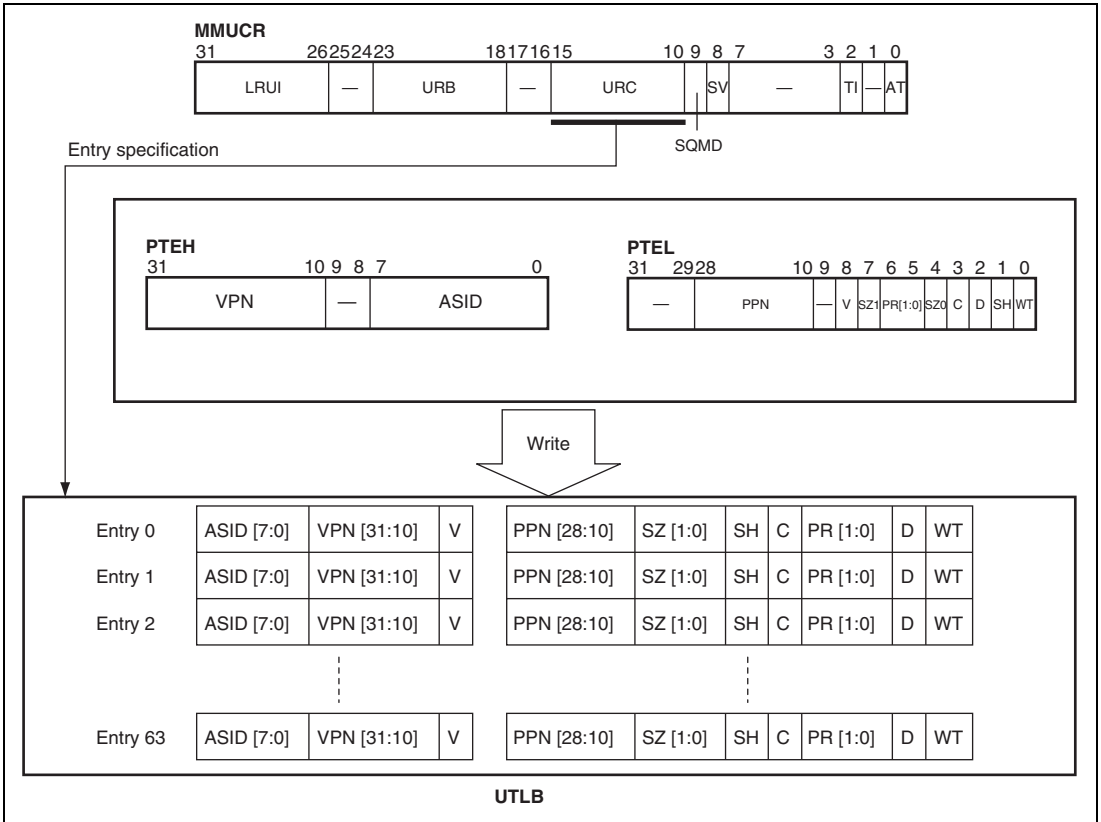 MMUCR
31 26 25 24 23 18 17 16 15 10 9 8 7 3 2 1 0
LRUI — URB — URC SV — TI — AT
SQMD
Entry specification
PTEH
31 10 9 8 7 0
VPN — ASID
PTEL
31 29 28 10 9 8 7 6 5 4 3 2 1 0
— PPN — V SZ1 PR[1:0] SZ0 C D SH WT
Write
Entry 0 ASID [7:0] VPN [31:10] V PPN [28:10] SZ [1:0] SH C PR [1:0] D WT
Entry 1 ASID [7:0] VPN [31:10] V PPN [28:10] SZ [1:0] SH C PR [1:0] D WT
Entry 2 ASID [7:0] VPN [31:10] V PPN [28:10] SZ [1:0] SH C PR [1:0] D WT
Entry 63 ASID [7:0] VPN [31:10] V PPN [28:10] SZ [1:0] SH C PR [1:0] D WT
UTLB